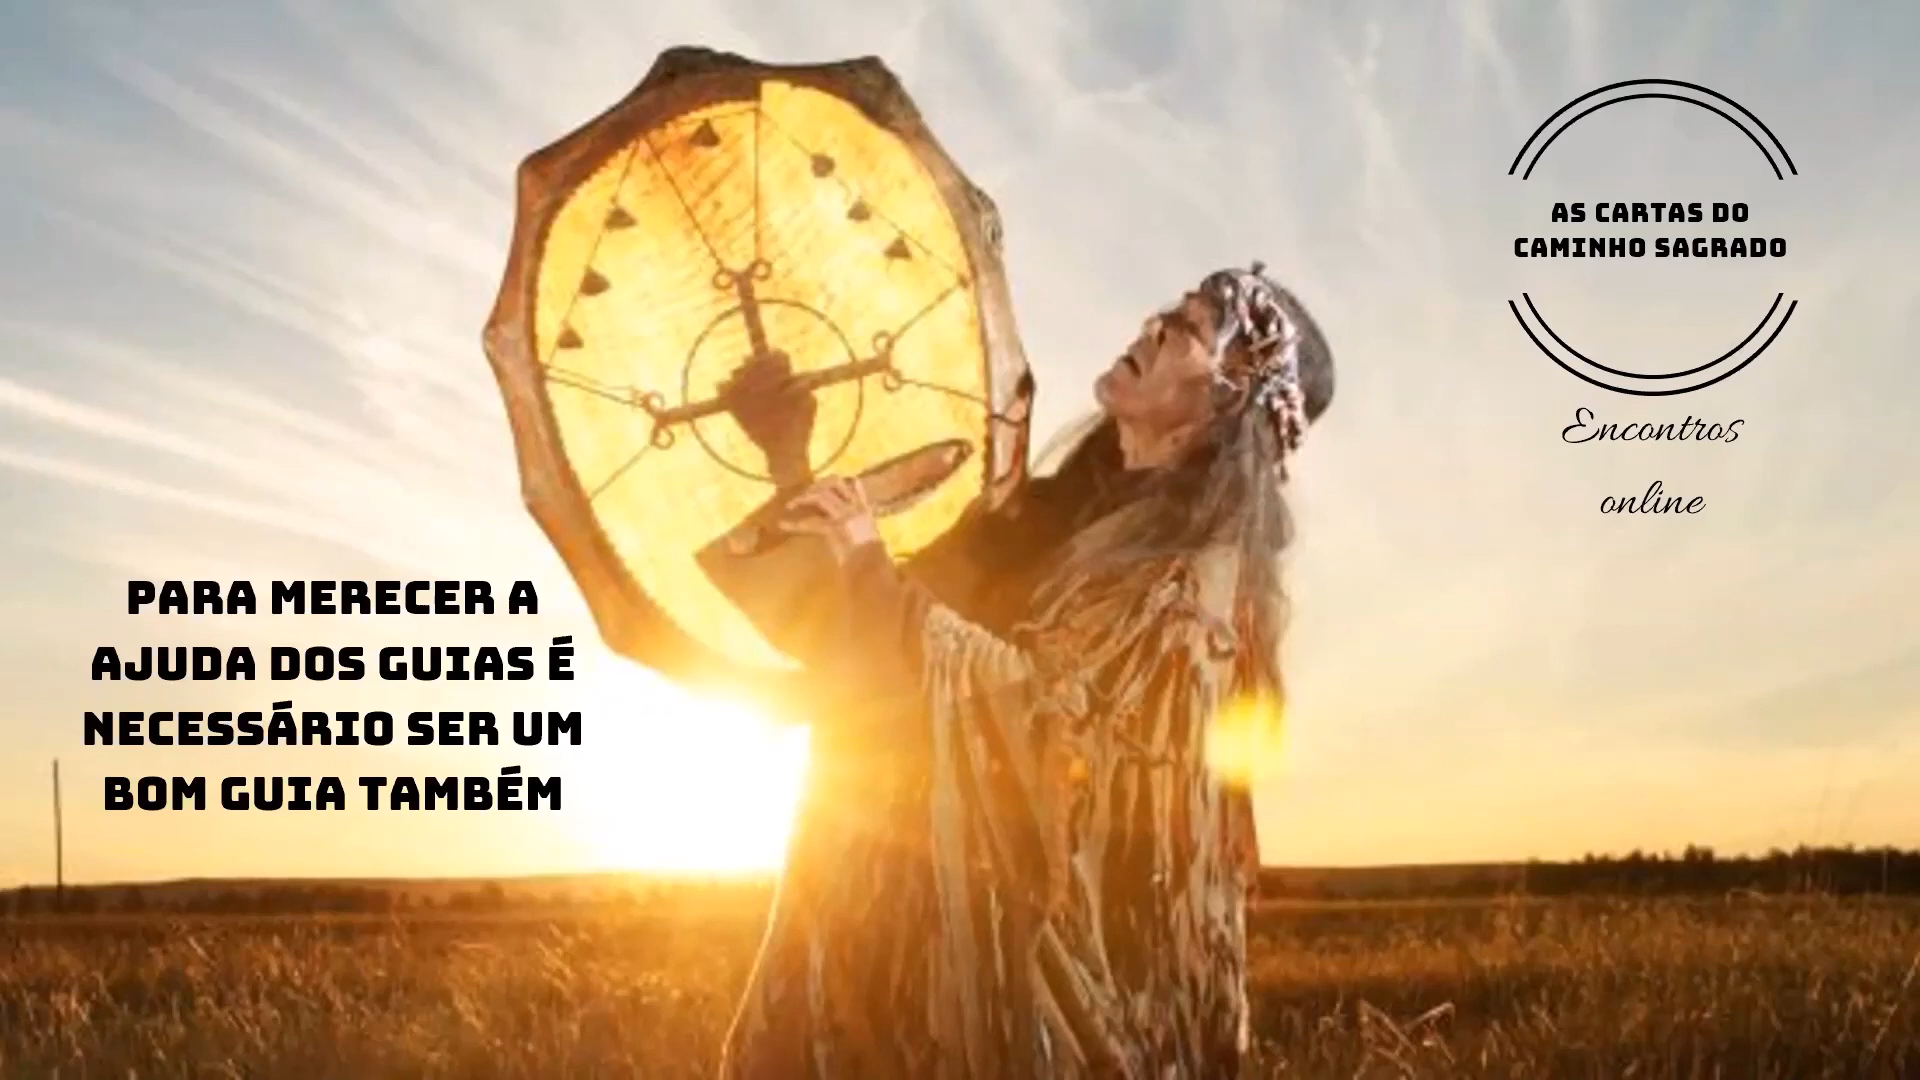 AS CARTAS DO
CAMINHO SAGRADO
Encontros
online
PARA MERECER A
AJUDA DOS GUIAS É
NECESSÁRIO SER UM
BOM GUIA TAMBÉM